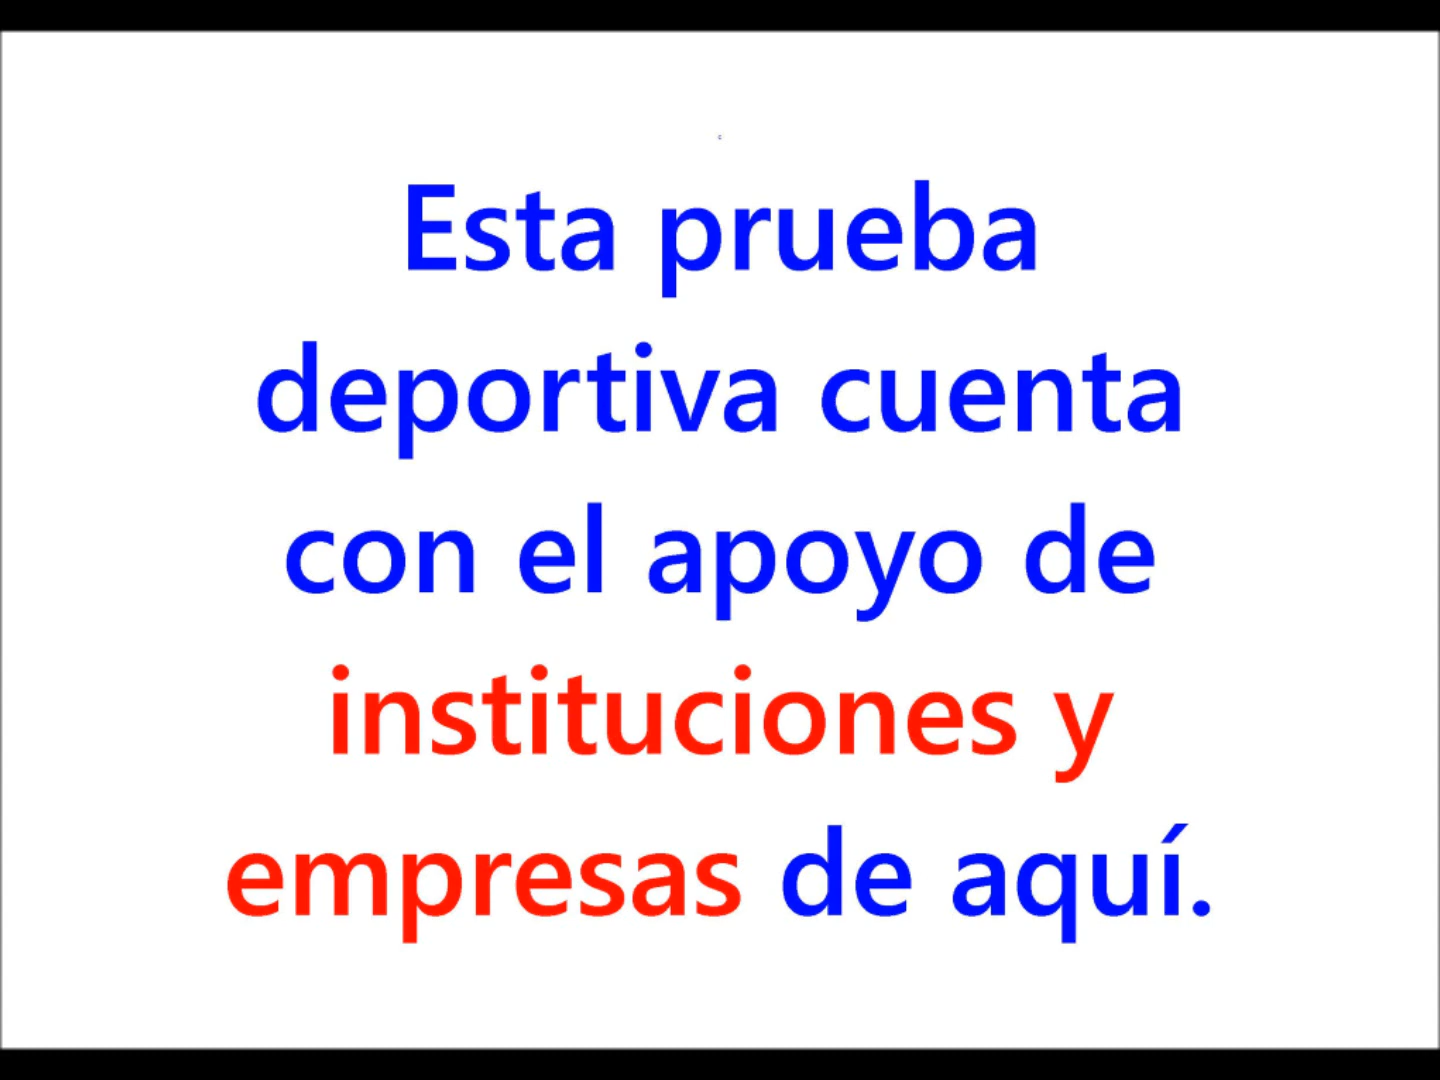 Esta prueba
deportiva cuenta
con el apoyo de
instituciones y
empresas de aquí.